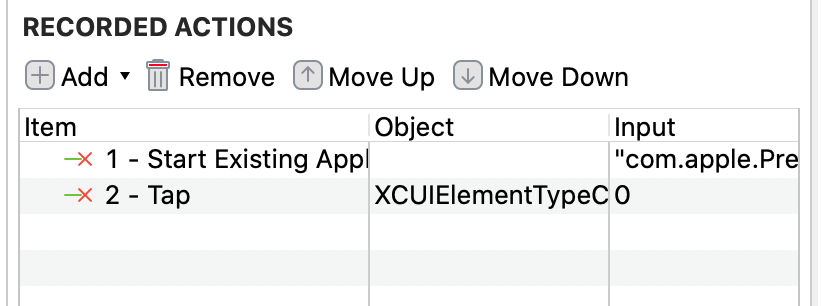 RECORDED ACTIONS
Add Remove Move Up Move Down
Item Object Input
1 - Start Existing Appl "com.apple.Pre
2 - Tap XCUIElementTypeC 0